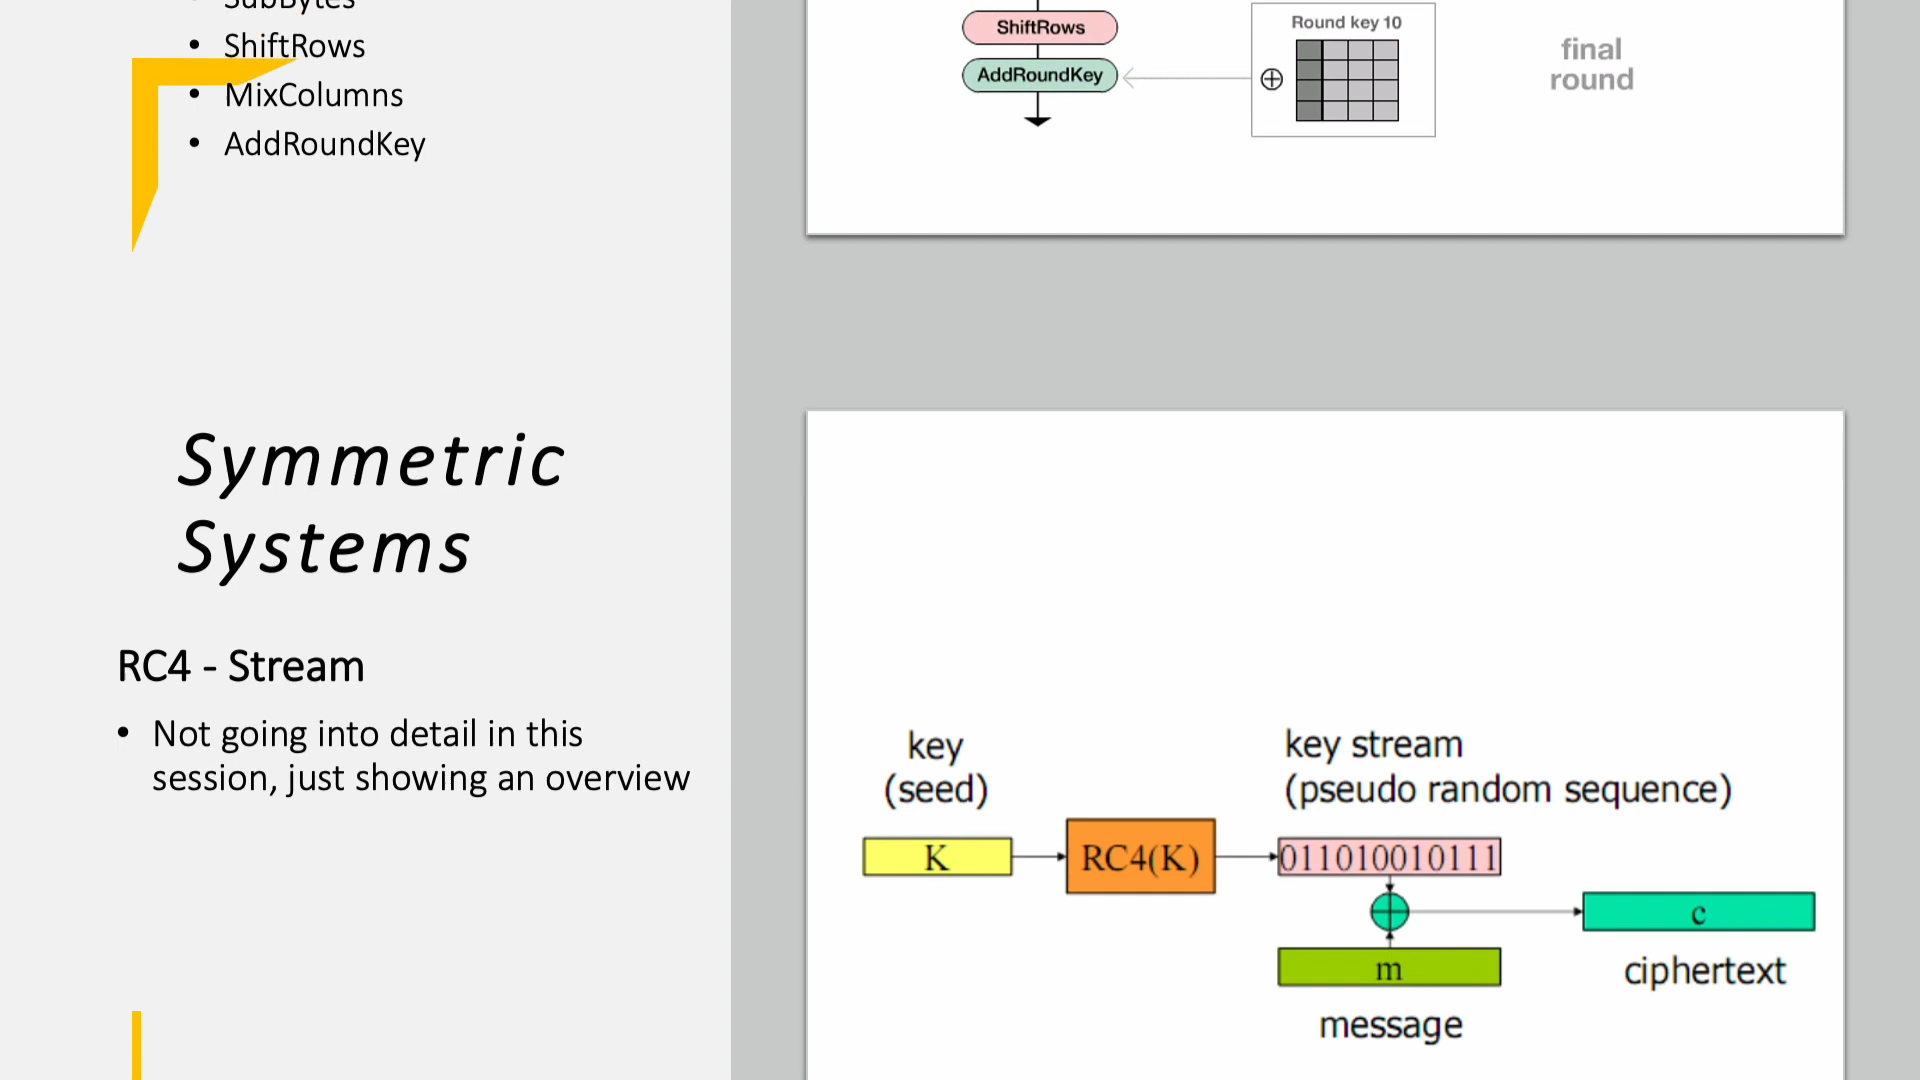 SubBytes
• ShiftRows
• MixColumns
• AddRoundKey
ShiftRows
AddRoundKey
Round key 10
final
round
Symmetric
Systems
RC4 - Stream
• Not going into detail in this
session, just showing an overview
key
(seed)
key stream
(pseudo random sequence)
K
RC4(K)
011010010111
c
m
ciphertext
message